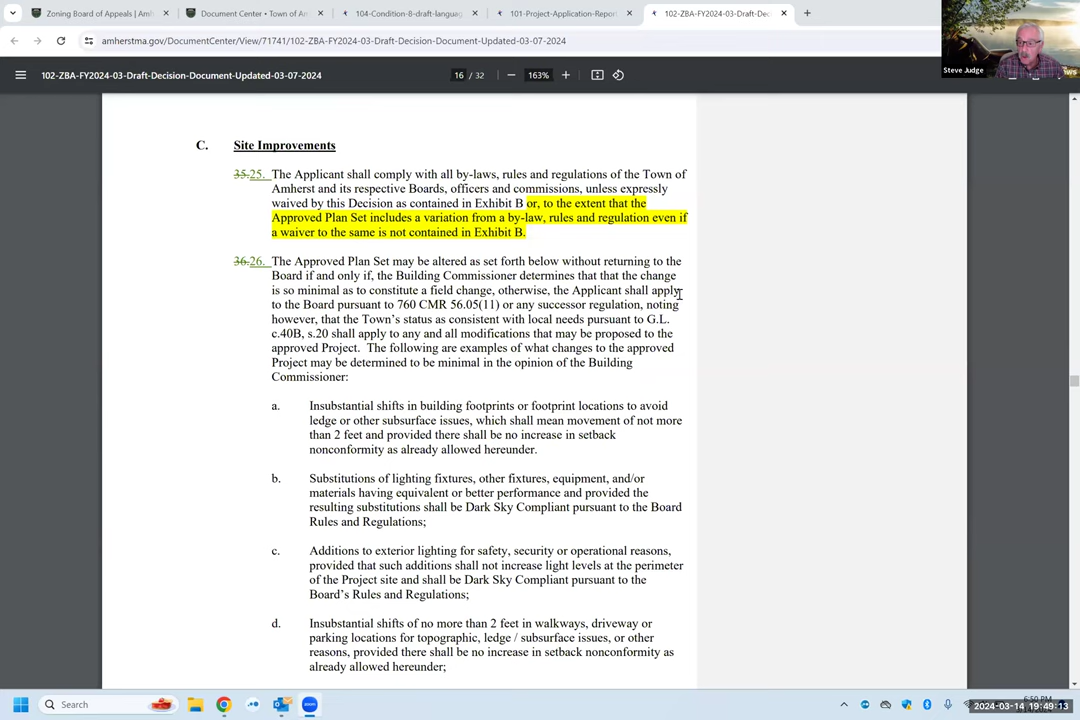 Zoning Board of Appeals | Amh
Document Center • Town of Am
104-Condition-8-draft-languag
101-Project-Application-Report
102-ZBA-FY2024-03-Draft-Dec
amherstma.gov/DocumentCenter/View/71741/102-ZBA-FY2024-03-Draft-Decision-Document-Updated-03-07-2024
Steve Judge
102-ZBA-FY2024-03-Draft-Decision-Document-Updated-03-07-2024
16 / 32
163%
C. Site Improvements
35.25. The Applicant shall comply with all by-laws, rules and regulations of the Town of
Amherst and its respective Boards, officers and commissions, unless expressly
waived by this Decision as contained in Exhibit B or, to the extent that the
Approved Plan Set includes a variation from a by-law, rules and regulation even if
a waiver to the same is not contained in Exhibit B.
36.26. The Approved Plan Set may be altered as set forth below without returning to the
Board if and only if, the Building Commissioner determines that that the change
is so minimal as to constitute a field change, otherwise, the Applicant shall apply
to the Board pursuant to 760 CMR 56.05(11) or any successor regulation, noting
however, that the Town's status as consistent with local needs pursuant to G.L.
c.40B, s.20 shall apply to any and all modifications that may be proposed to the
approved Project. The following are examples of what changes to the approved
Project may be determined to be minimal in the opinion of the Building
Commissioner:
a. Insubstantial shifts in building footprints or footprint locations to avoid
ledge or other subsurface issues, which shall mean movement of not more
than 2 feet and provided there shall be no increase in setback
nonconformity as already allowed hereunder.
b. Substitutions of lighting fixtures, other fixtures, equipment, and/or
materials having equivalent or better performance and provided the
resulting substitutions shall be Dark Sky Compliant pursuant to the Board
Rules and Regulations;
c. Additions to exterior lighting for safety, security or operational reasons,
provided that such additions shall not increase light levels at the perimeter
of the Project site and shall be Dark Sky Compliant pursuant to the
Board's Rules and Regulations;
d. Insubstantial shifts of no more than 2 feet in walkways, driveway or
parking locations for topographic, ledge / subsurface issues, or other
reasons, provided there shall be no increase in setback nonconformity as
already allowed hereunder;
Search
6:50 PM
2024-03-14 19:49:13